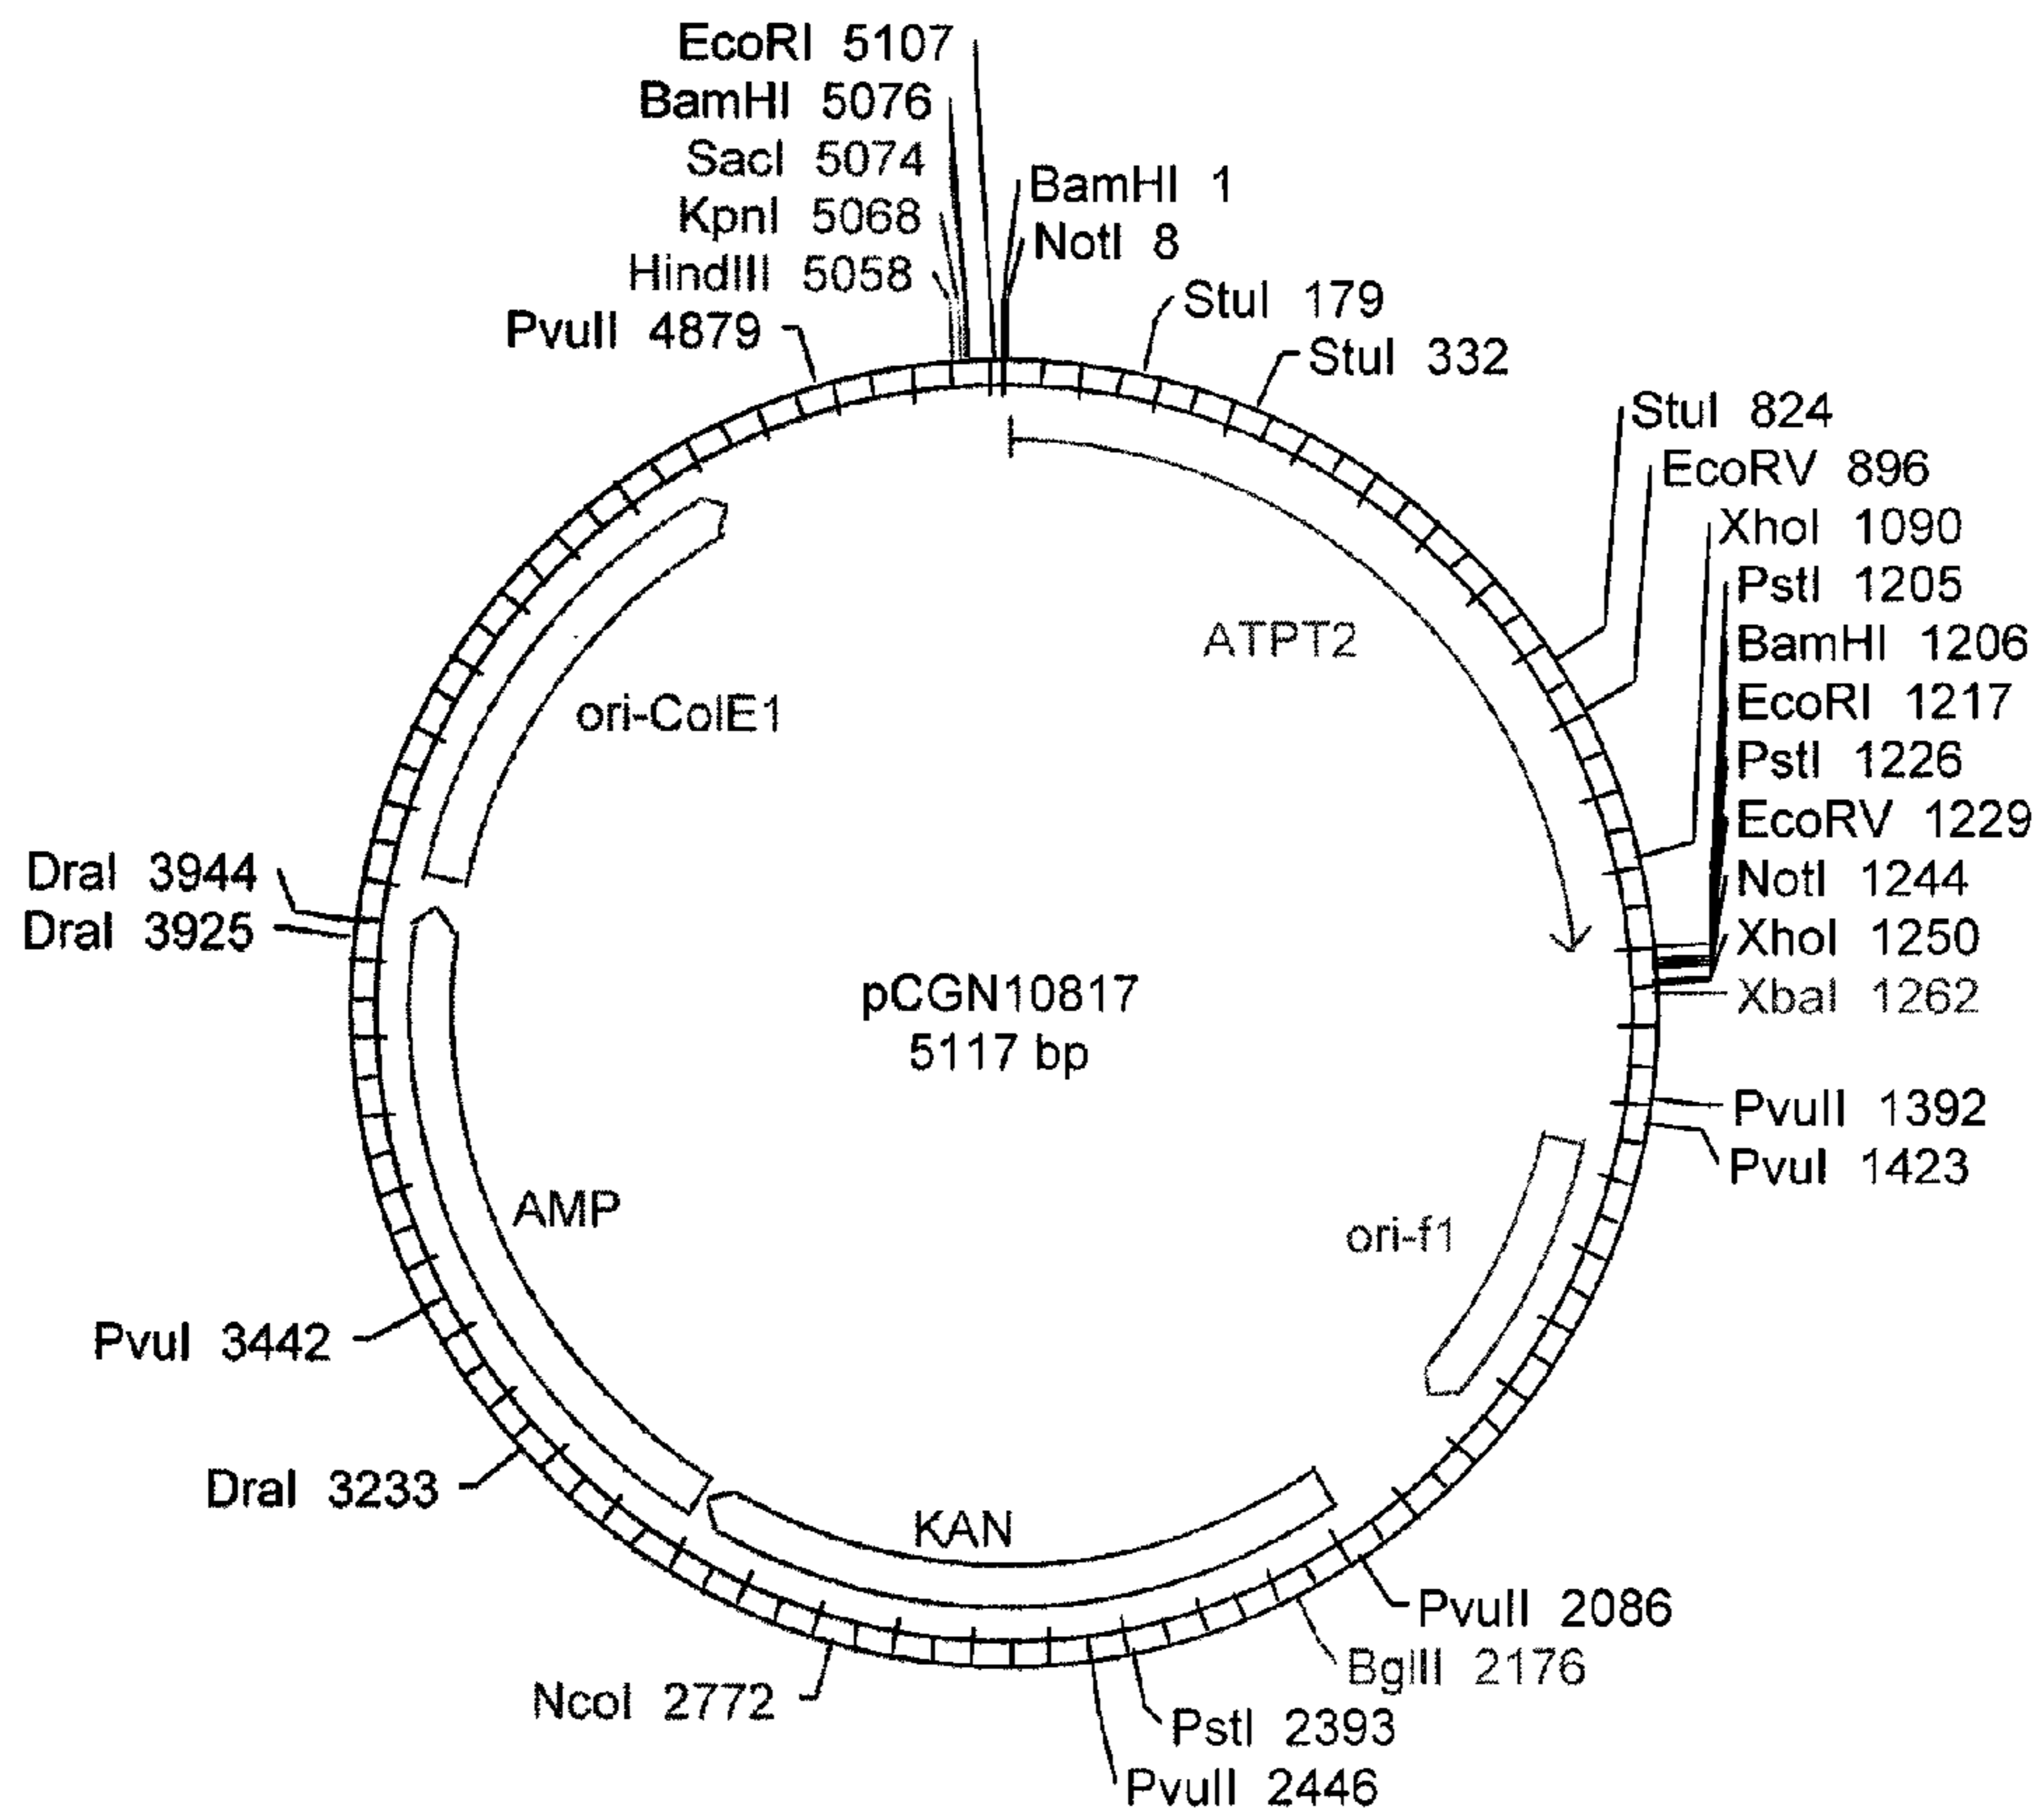 EcoRI 5107
BamHI 5076
SacI 5074
KpnI 5068
HindIII 5058
PvuII 4879
BamHI 1
NotI 8
StuI 179
StuI 332
StuI 824
EcoRV 896
XhoI 1090
PstI 1205
BamHI 1206
EcoRI 1217
PstI 1226
EcoRV 1229
NotI 1244
XhoI 1250
XbaI 1262
PvuII 1392
PvuI 1423
ATPT2
ori-ColE1
DraI 3944
DraI 3925
pCGN10817
5117 bp
AMP
ori-f1
PvuI 3442
DraI 3233
KAN
PvuII 2086
BglII 2176
NcoI 2772
PstI 2393
PvuII 2446